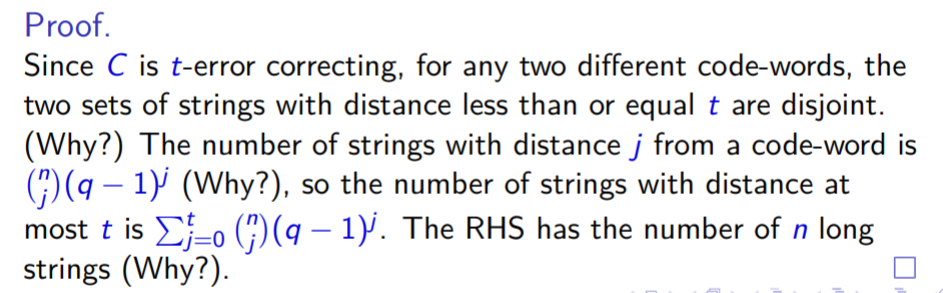 Proof.
Since C is t-error correcting, for any two different code-words, the
two sets of strings with distance less than or equal t are disjoint.
(Why?) The number of strings with distance j from a code-word is
$\binom{n}{j}(q-1)^j$ (Why?), so the number of strings with distance at
most t is $\sum_{j=0}^{t} \binom{n}{j}(q-1)^j$. The RHS has the number of n long
strings (Why?). □